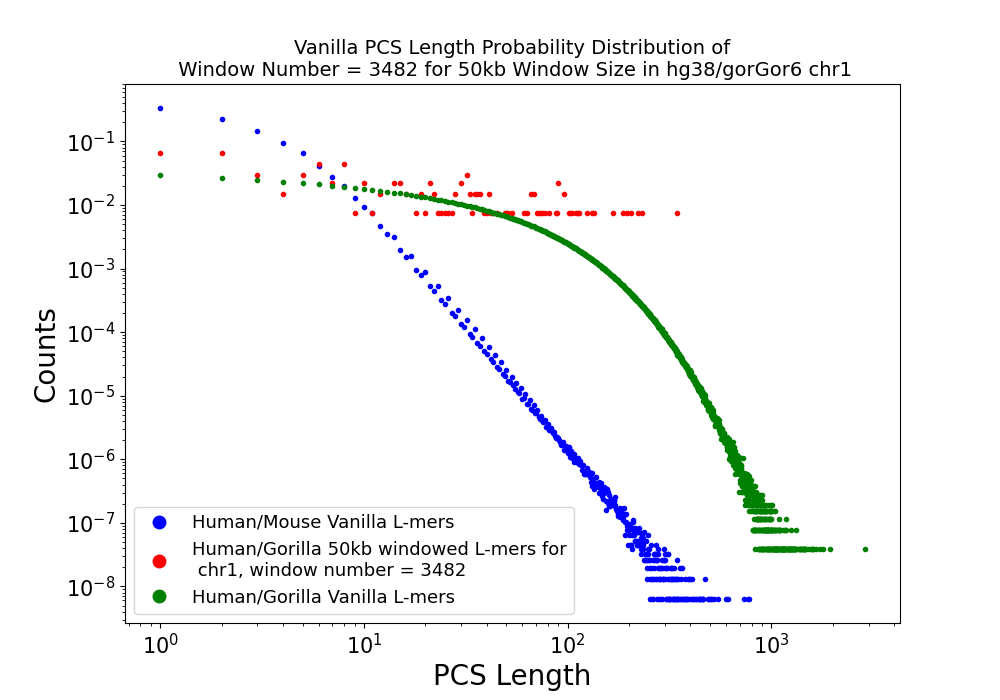 Vanilla PCS Length Probability Distribution of
Window Number = 3482 for 50kb Window Size in hg38/gorGor6 chr1
Counts
10⁻¹
10⁻²
10⁻³
10⁻⁴
10⁻⁵
10⁻⁶
10⁻⁷
10⁻⁸
Human/Mouse Vanilla L-mers
Human/Gorilla 50kb windowed L-mers for
chr1, window number = 3482
Human/Gorilla Vanilla L-mers
10⁰ 10¹ 10² 10³
PCS Length